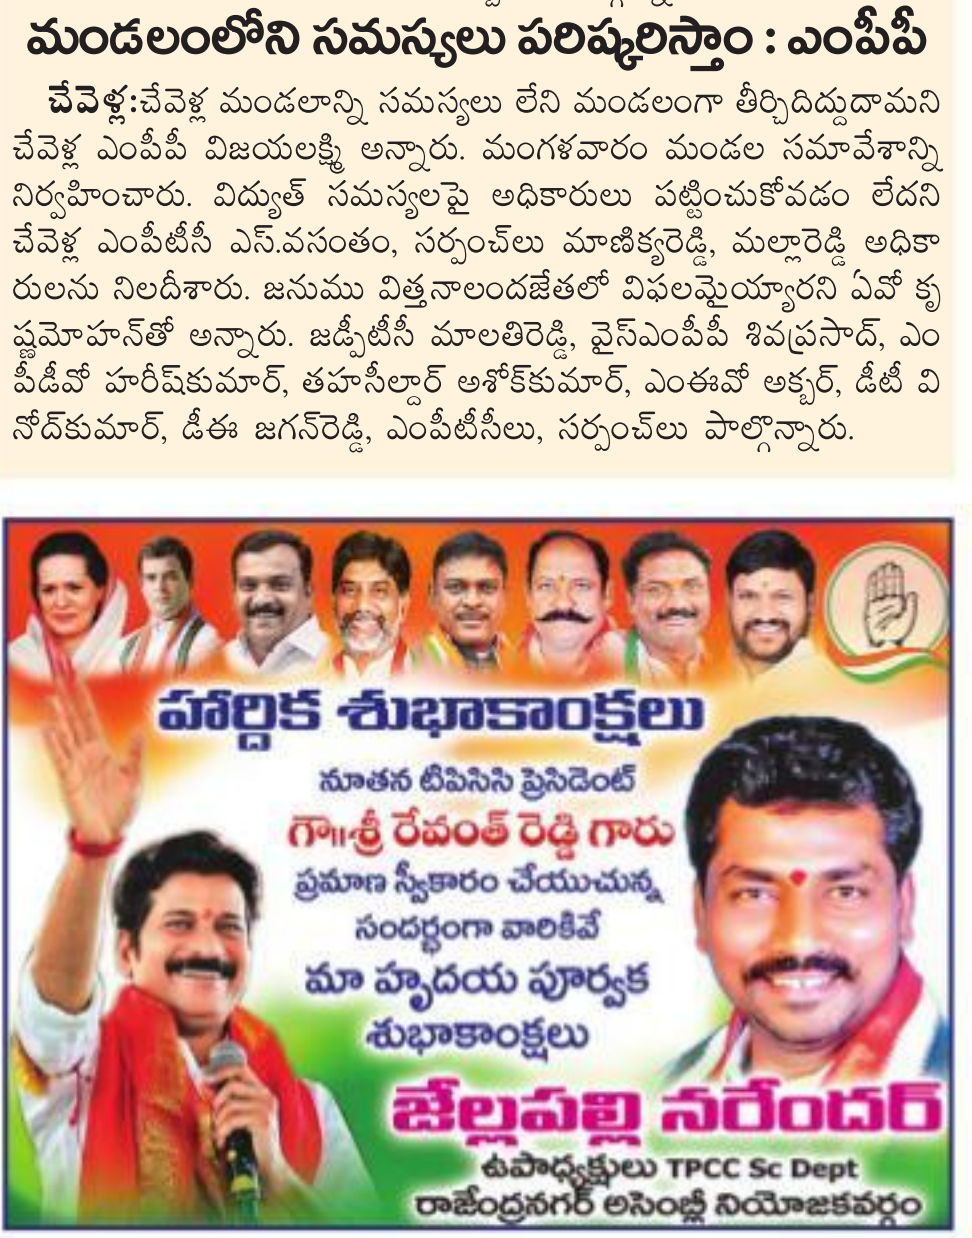 మండలంలోని సమస్యలు పరిష్కరిస్తాం : ఎంపీపీ
చేవెళ్ల:చేవెళ్ల మండలాన్ని సమస్యలు లేని మండలంగా తీర్చిదిద్దుదామని
చేవెళ్ల ఎంపీపీ విజయలక్ష్మి అన్నారు. మంగళవారం మండల సమావేశాన్ని
నిర్వహించారు. విద్యుత్ సమస్యలపై అధికారులు పట్టించుకోవడం లేదని
చేవెళ్ల ఎంపీటీసీ ఎస్.వసంతం, సర్పంచ్‌లు మాణిక్యరెడ్డి, మల్లారెడ్డి అధికా
రులను నిలదీశారు. జనుము విత్తనాలందజేతలో విఫలమైయ్యారని ఏవో కృ
ష్ణమోహన్‌తో అన్నారు. జడ్పీటీసీ మాలతిరెడ్డి, వైస్‌ఎంపీపీ శివప్రసాద్, ఎం
పీడీవో హరీష్‌కుమార్, తహసీల్దార్ అశోక్‌కుమార్, ఎంఈవో అక్బర్, డీటీ వి
నోద్‌కుమార్, డీఈ జగన్‌రెడ్డి, ఎంపీటీసీలు, సర్పంచ్‌లు పాల్గొన్నారు.
హార్దిక శుభాకాంక్షలు
నూతన టిపిసిసి ప్రెసిడెంట్
గౌ॥శ్రీ రేవంత్ రెడ్డి గారు
ప్రమాణ స్వీకారం చేయుచున్న
సందర్భంగా వారికివే
మా హృదయ పూర్వక
శుభాకాంక్షలు
జేల్లపల్లి నరేందర్
ఉపాధ్యక్షులు TPCC Sc Dept
రాజేంద్రనగర్ అసెంబ్లీ నియోజకవర్గం